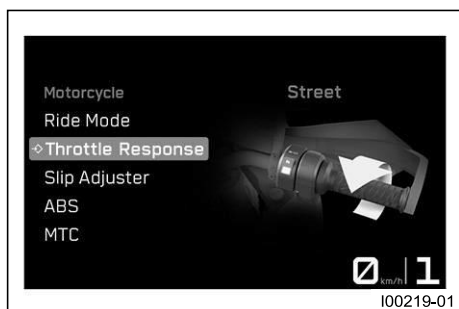 Motorcycle
Street
Ride Mode
Throttle Response
Slip Adjuster
ABS
MTC
0 km/h 1
I00219-01